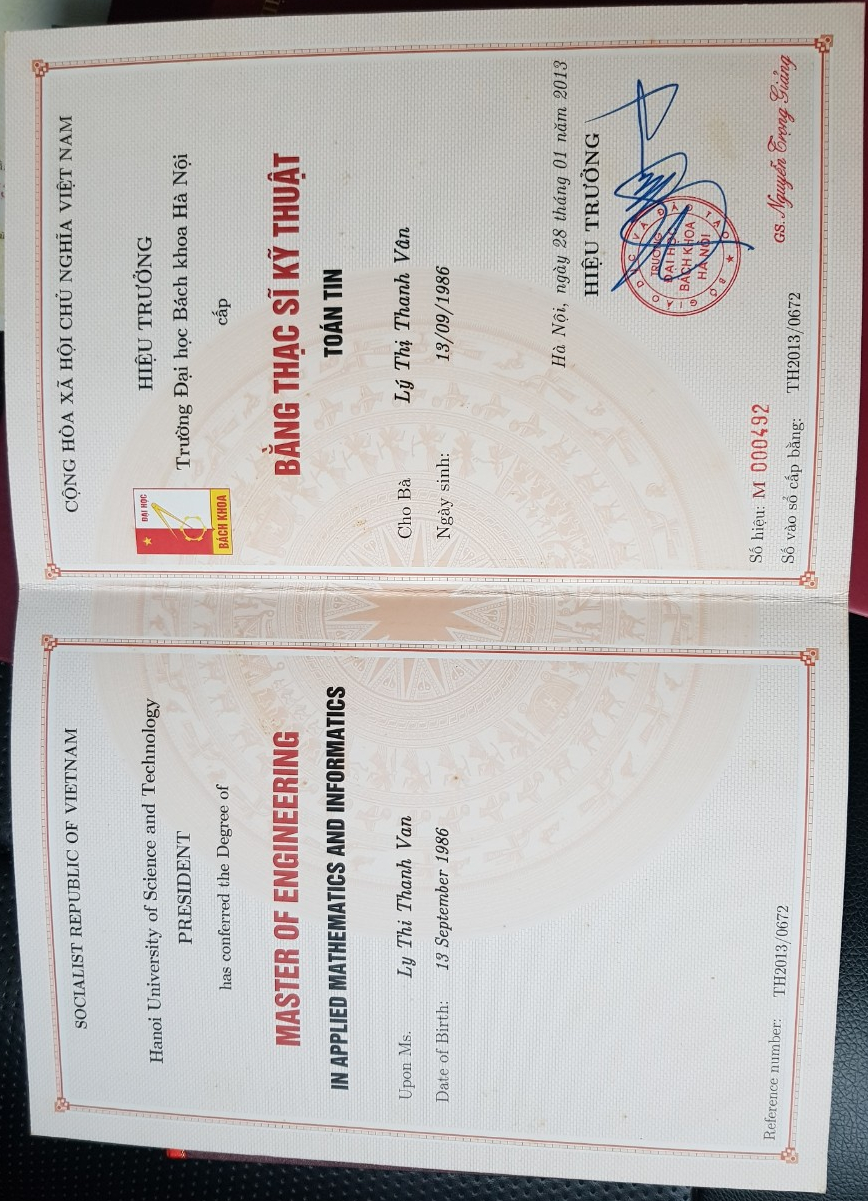 SOCIALIST REPUBLIC OF VIETNAM
Hanoi University of Science and Technology
PRESIDENT
has conferred the Degree of
MASTER OF ENGINEERING
IN APPLIED MATHEMATICS AND INFORMATICS
Upon Ms. Ly Thi Thanh Van
Date of Birth: 13 September 1986
Reference number: TH2013/0672
CỘNG HÒA XÃ HỘI CHỦ NGHĨA VIỆT NAM
ĐẠI HỌC
BÁCH KHOA
HIỆU TRƯỞNG
Trường Đại học Bách khoa Hà Nội
cấp
BẰNG THẠC SĨ KỸ THUẬT
TOÁN TIN
Cho Bà Lý Thị Thanh Vân
Ngày sinh: 13/09/1986
Hà Nội, ngày 28 tháng 01 năm 2013
HIỆU TRƯỞNG
BỘ GIÁO DỤC VÀ ĐÀO TẠO
TRƯỜNG
ĐẠI HỌC
BÁCH KHOA
HÀ NỘI
GS. Nguyễn Trọng Giảng
Số hiệu: M 000492
Số vào sổ cấp bằng: TH2013/0672